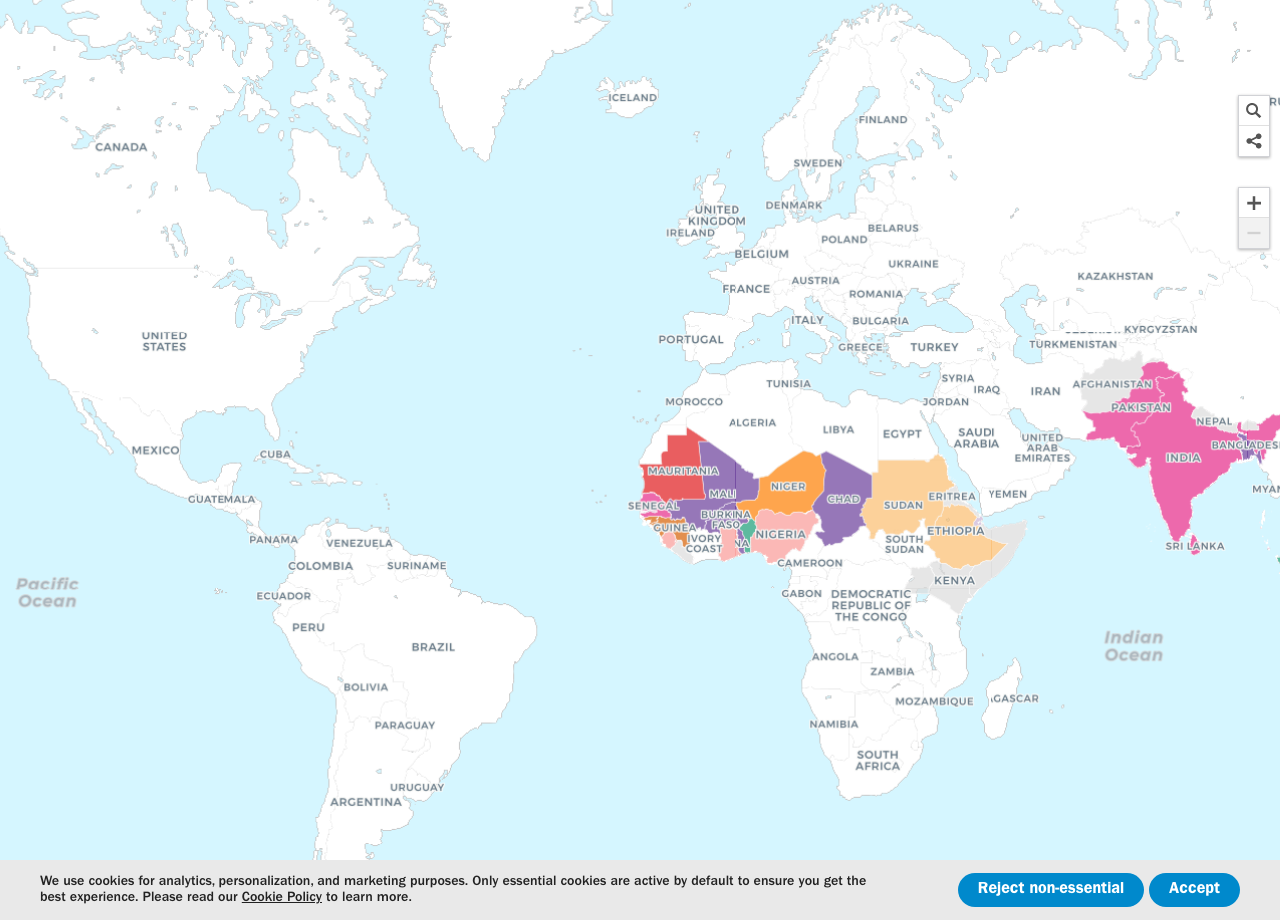 ICELAND
FINLAND
CANADA
SWEDEN
DENMARK
UNITED
KINGDOM
IRELAND
BELARUS
POLAND
BELGIUM
UKRAINE
KAZAKHSTAN
AUSTRIA
FRANCE
ROMANIA
ITALY
BULGARIA
KYRGYZSTAN
UNITED
STATES
PORTUGAL
GREECE
TURKEY
TURKMENISTAN
TUNISIA
SYRIA
IRAQ
IRAN
AFGHANISTAN
MOROCCO
JORDAN
PAKISTAN
ALGERIA
LIBYA
EGYPT
SAUDI
ARABIA
NEPAL
UNITED
ARAB
EMIRATES
BANGLADESH
MEXICO
CUBA
INDIA
MAURITANIA
NIGER
CHAD
MALI
ERITREA
YEMEN
GUATEMALA
SENEGAL
SUDAN
BURKINA
FASO
GUINEA
IVORY
COAST
NIGERIA
ETHIOPIA
PANAMA
VENEZUELA
SOUTH
SUDAN
SRI LANKA
COLOMBIA
SURINAME
CAMEROON
KENYA
Pacific
Ocean
ECUADOR
GABON
DEMOCRATIC
REPUBLIC OF
THE CONGO
PERU
BRAZIL
Indian
Ocean
ANGOLA
ZAMBIA
BOLIVIA
MOZAMBIQUE
GASCAR
PARAGUAY
NAMIBIA
SOUTH
AFRICA
URUGUAY
ARGENTINA
We use cookies for analytics, personalization, and marketing purposes. Only essential cookies are active by default to ensure you get the
best experience. Please read our Cookie Policy to learn more.
Reject non-essential
Accept